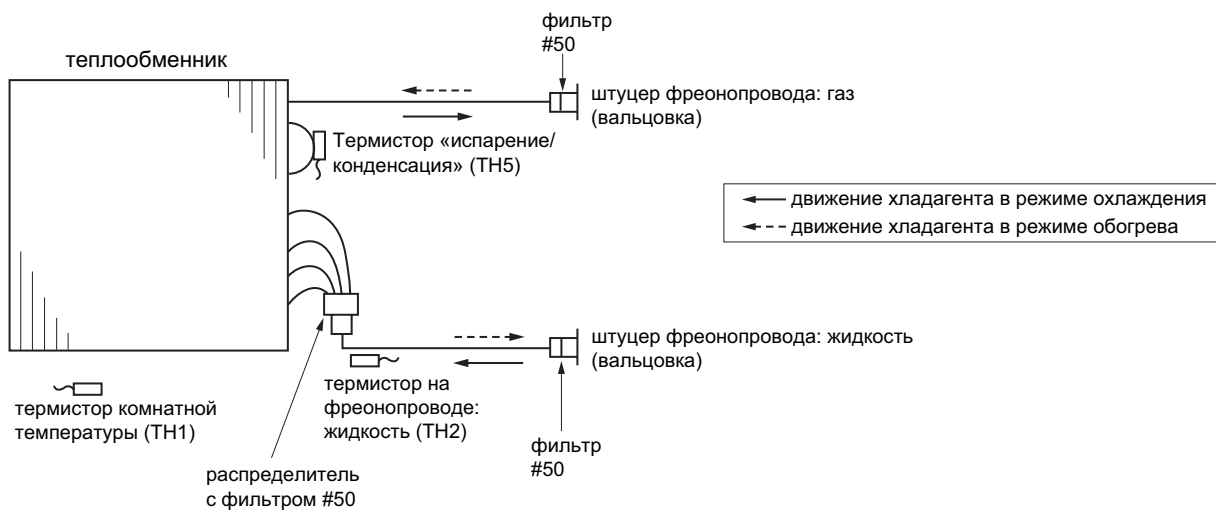 фильтр
#50
теплообменник
штуцер фреонопровода: газ
(вальцовка)
Термистор «испарение/
конденсация» (TH5)
движение хладагента в режиме охлаждения
движение хладагента в режиме обогрева
штуцер фреонопровода: жидкость
(вальцовка)
термистор комнатной
температуры (TH1)
термистор на
фреонопроводе:
жидкость (TH2)
фильтр
#50
распределитель
с фильтром #50